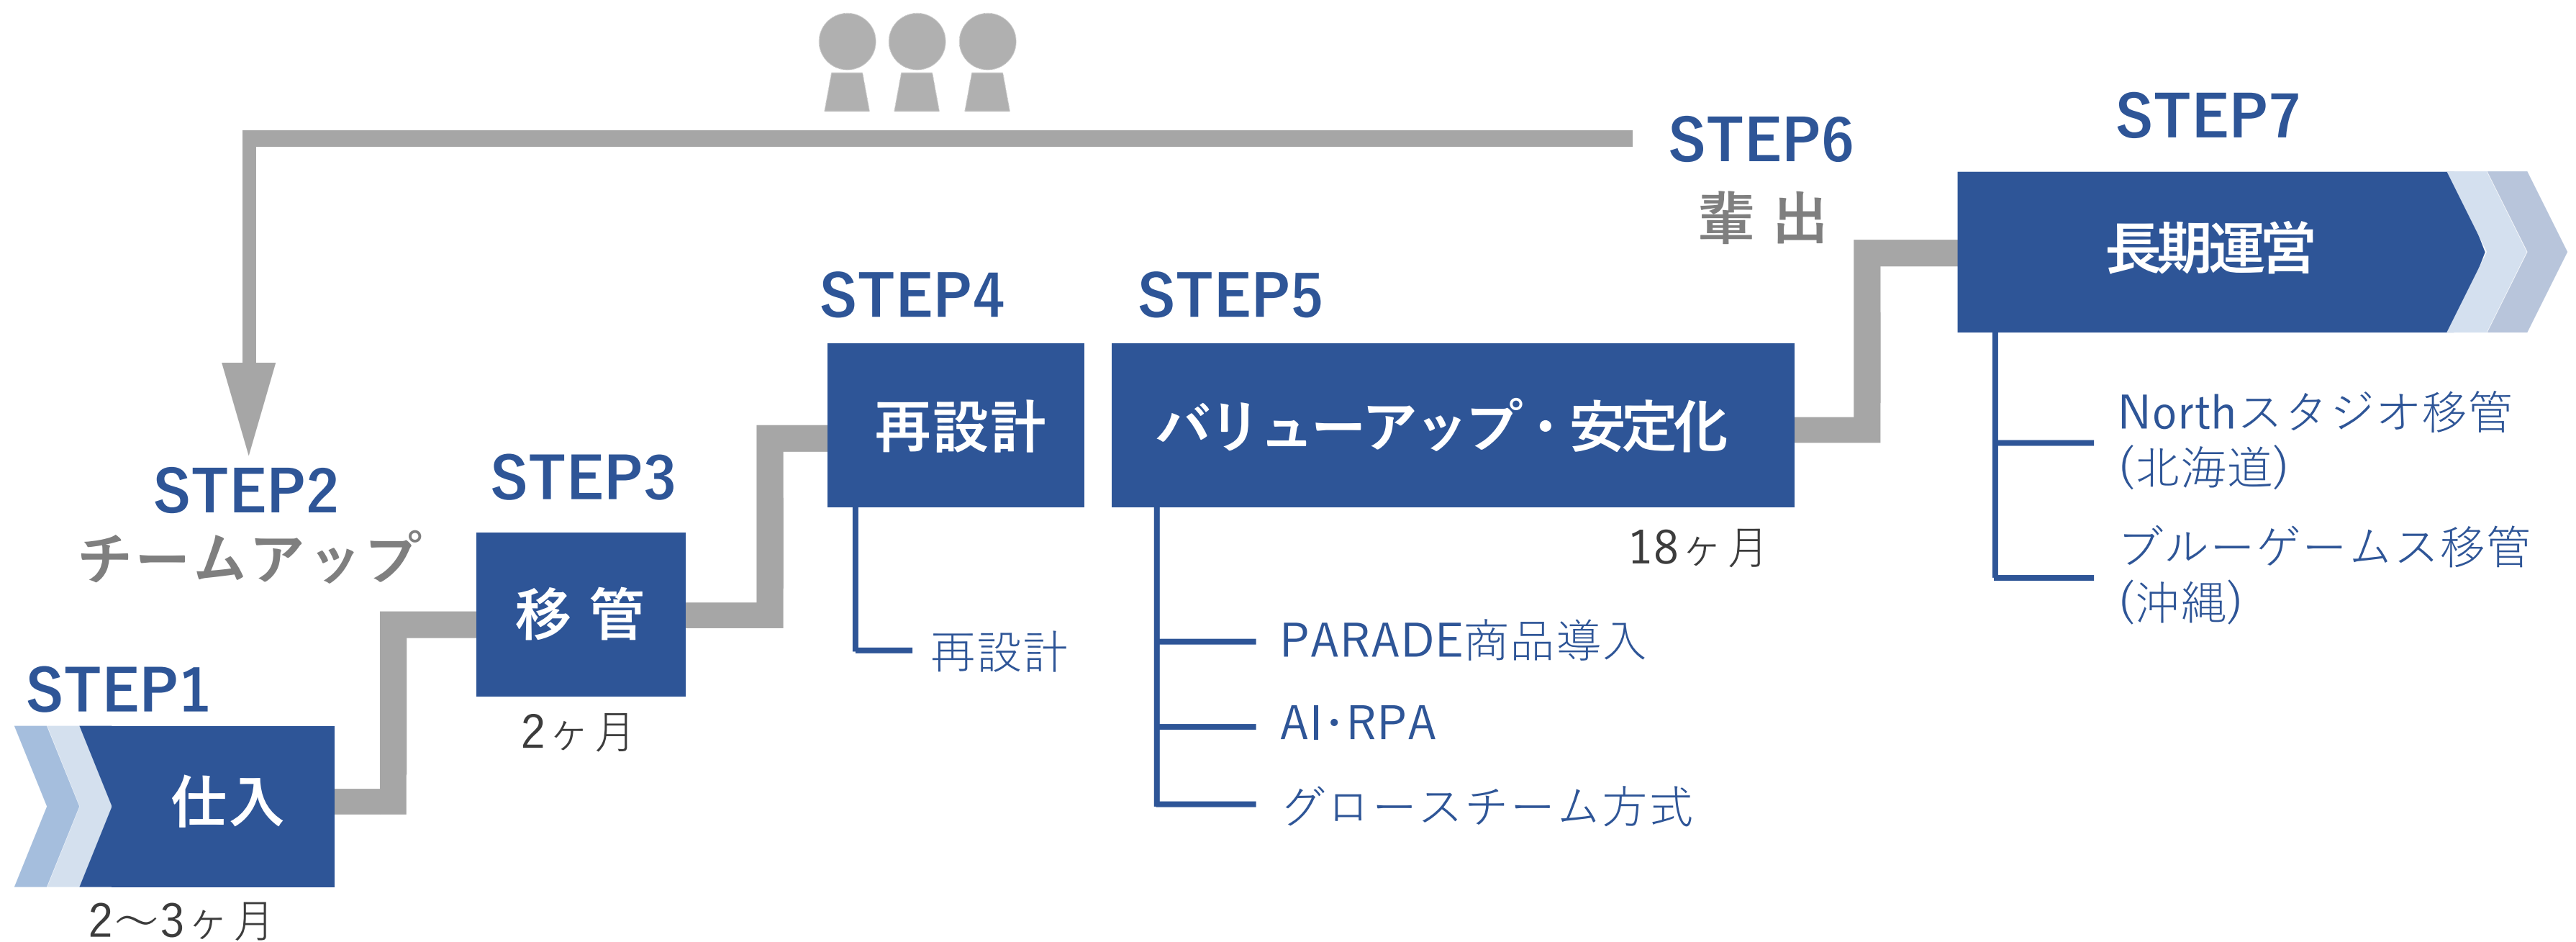 STEP1
仕入
2～3ヶ月
STEP2
チームアップ
STEP3
移管
2ヶ月
STEP4
再設計
再設計
STEP5
バリューアップ・安定化
18ヶ月
PARADE商品導入
AI・RPA
グロースチーム方式
STEP6
輩出
STEP7
長期運営
Northスタジオ移管
(北海道)
ブルーゲームス移管
(沖縄)